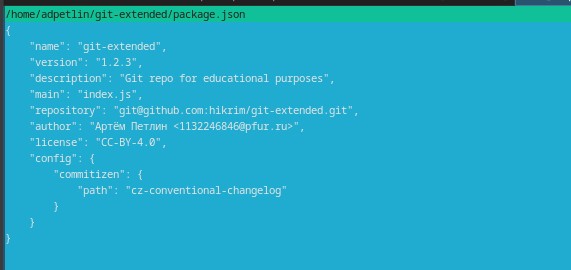 /home/adpetlin/git-extended/package.json
{
    "name": "git-extended",
    "version": "1.2.3",
    "description": "Git repo for educational purposes",
    "main": "index.js",
    "repository": "git@github.com:hikrim/git-extended.git",
    "author": "Артём Петлин <1132246846@pfur.ru>",
    "license": "CC-BY-4.0",
    "config": {
        "commitizen": {
            "path": "cz-conventional-changelog"
        }
    }
}